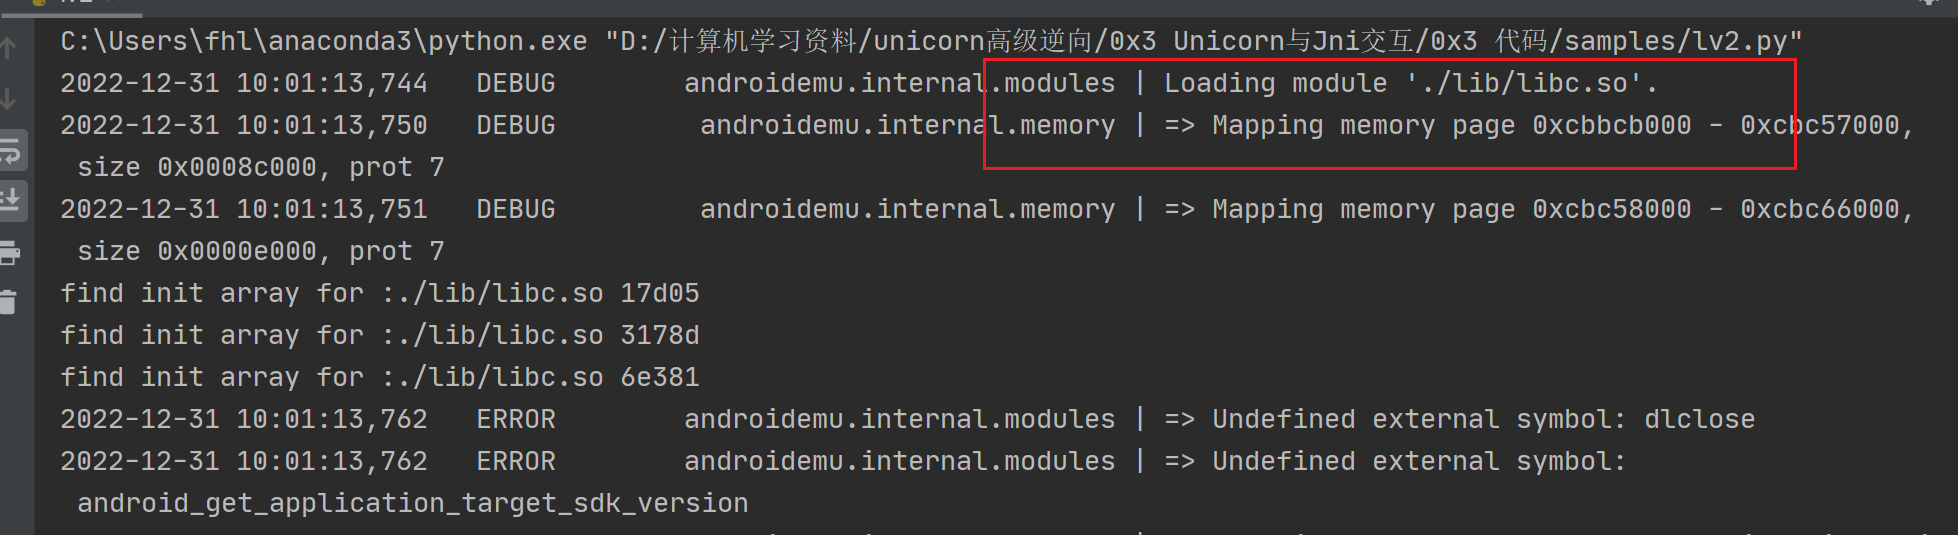 C:\Users\fhl\anaconda3\python.exe "D:/计算机学习资料/unicorn高级逆向/0x3 Unicorn与Jni交互/0x3 代码/samples/lv2.py"
2022-12-31 10:01:13,744   DEBUG        androidemu.internal.modules | Loading module './lib/libc.so'.
2022-12-31 10:01:13,750   DEBUG         androidemu.internal.memory | => Mapping memory page 0xcbbcb000 - 0xcbc57000,
size 0x0008c000, prot 7
2022-12-31 10:01:13,751   DEBUG         androidemu.internal.memory | => Mapping memory page 0xcbc58000 - 0xcbc66000,
size 0x0000e000, prot 7
find init array for :./lib/libc.so 17d05
find init array for :./lib/libc.so 3178d
find init array for :./lib/libc.so 6e381
2022-12-31 10:01:13,762   ERROR        androidemu.internal.modules | => Undefined external symbol: dlclose
2022-12-31 10:01:13,762   ERROR        androidemu.internal.modules | => Undefined external symbol:
android_get_application_target_sdk_version